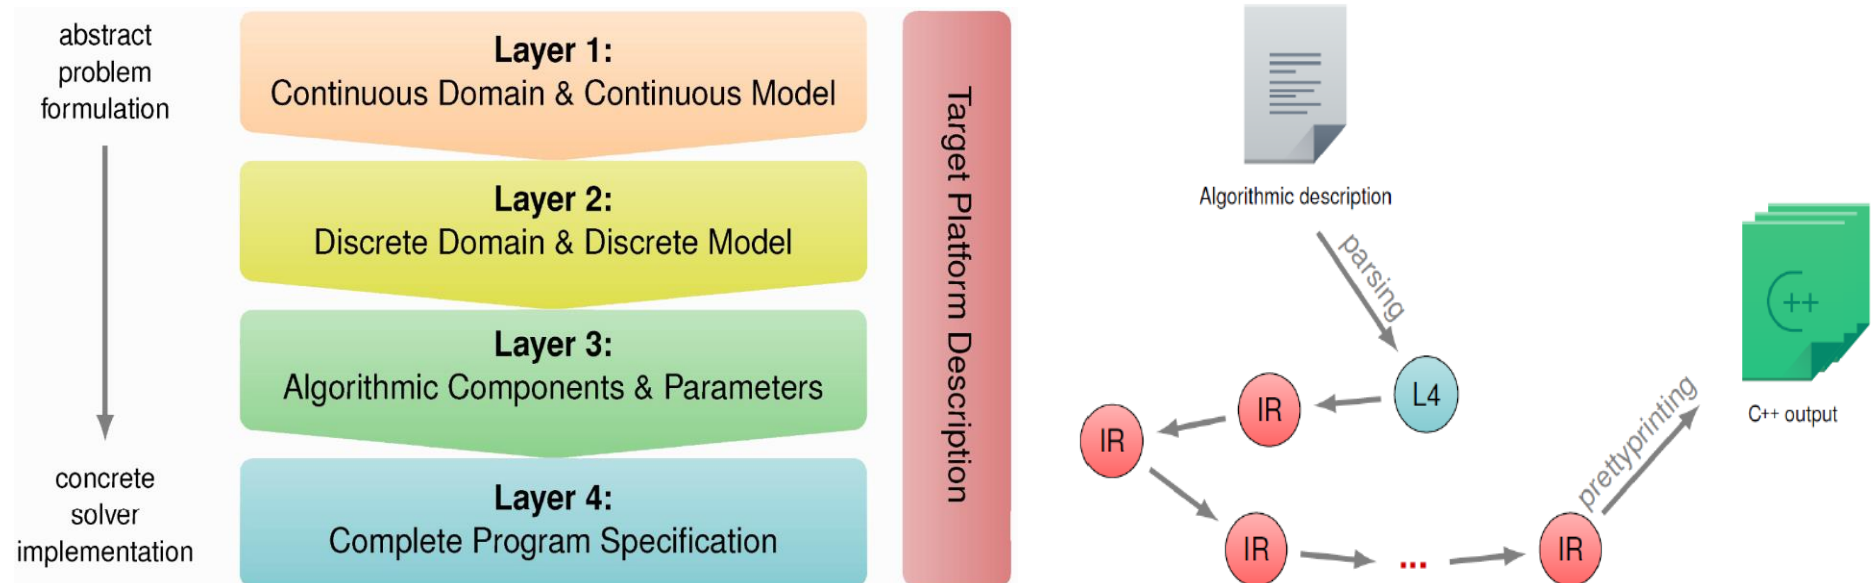 abstract
problem
formulation
concrete
solver
implementation
Layer 1:
Continuous Domain & Continuous Model
Layer 2:
Discrete Domain & Discrete Model
Layer 3:
Algorithmic Components & Parameters
Layer 4:
Complete Program Specification
Target Platform Description
Algorithmic description
parsing
L4
IR
IR
IR
...
IR
prettyprinting
C++
C++ output